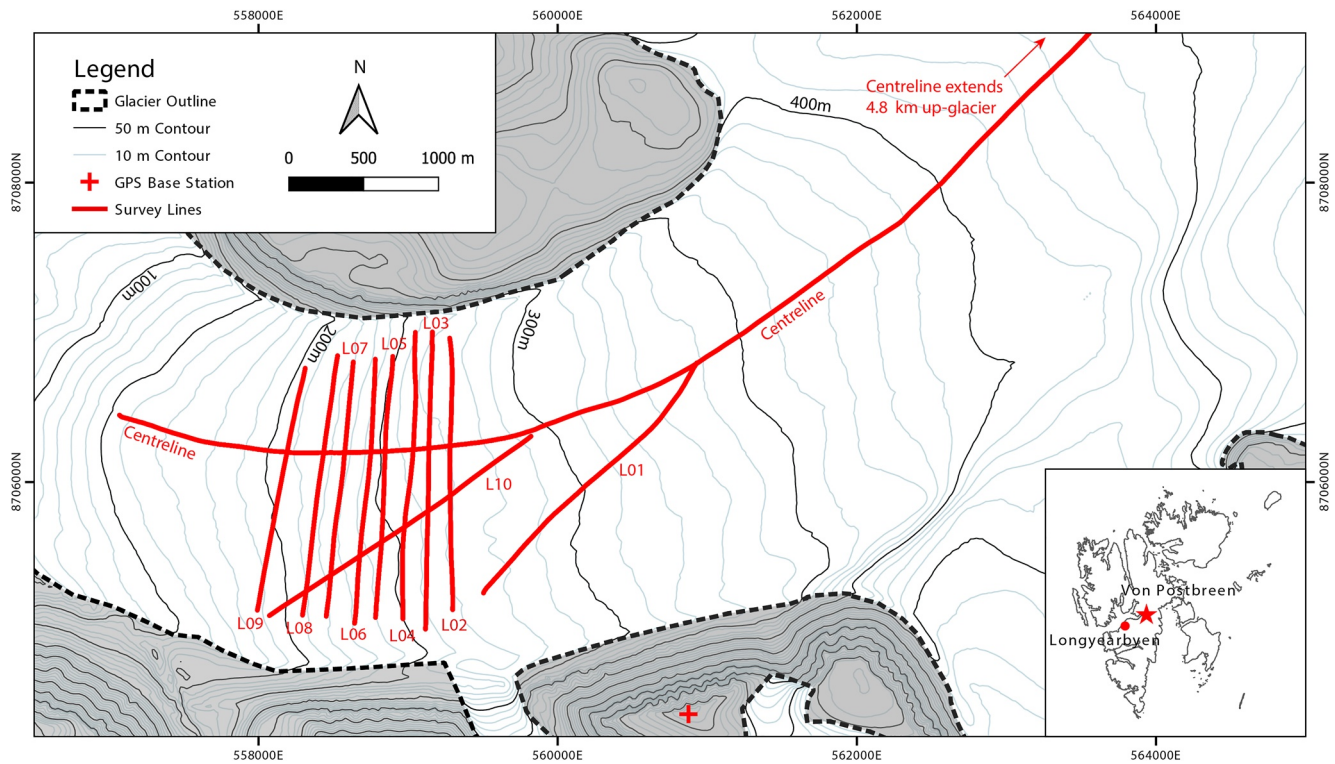 558000E
560000E
562000E
564000E
Legend
Glacier Outline
50 m Contour
10 m Contour
GPS Base Station
Survey Lines
N
0 500 1000 m
Centreline extends
4.8 km up-glacier
400m
8708000N
8708000N
100m
200m
300m
L03
L05
L07
Centreline
Centreline
L10
L01
8706000N
8706000N
L09
L08
L06
L04
L02
Von Postbreen
Longyearbyen
558000E
560000E
562000E
564000E